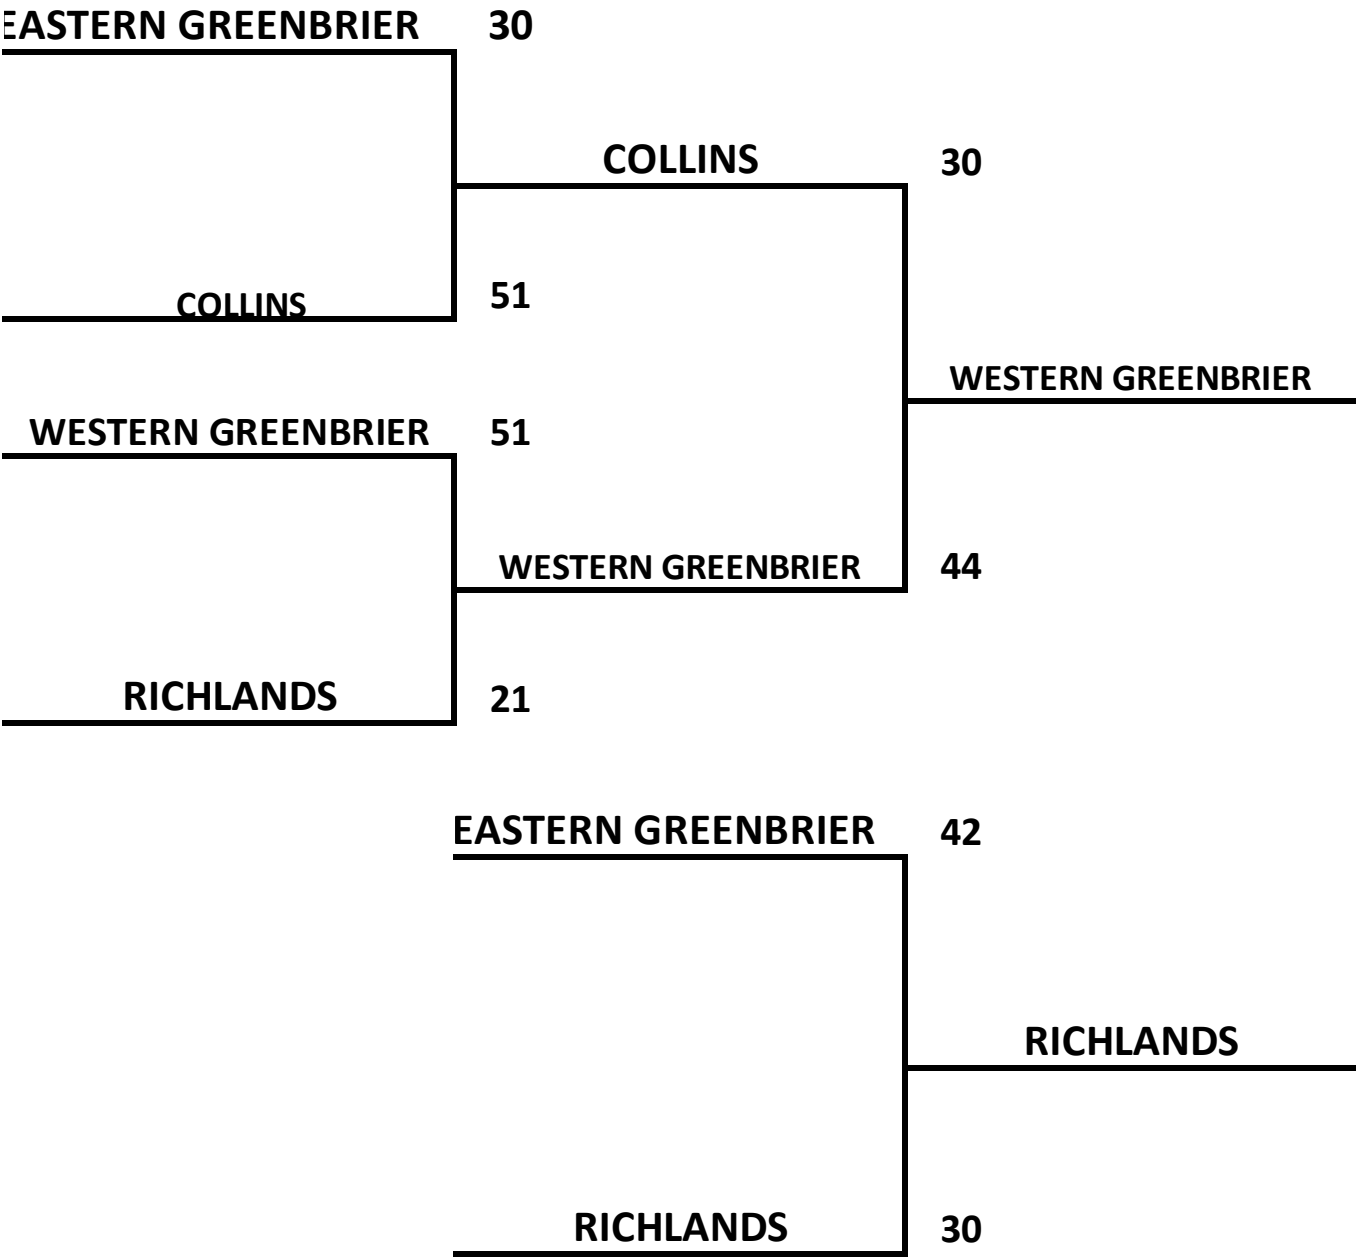 EASTERN GREENBRIER 30
COLLINS 30
COLLINS 51
WESTERN GREENBRIER
WESTERN GREENBRIER 51
WESTERN GREENBRIER 44
RICHLANDS 21
EASTERN GREENBRIER 42
RICHLANDS
RICHLANDS 30